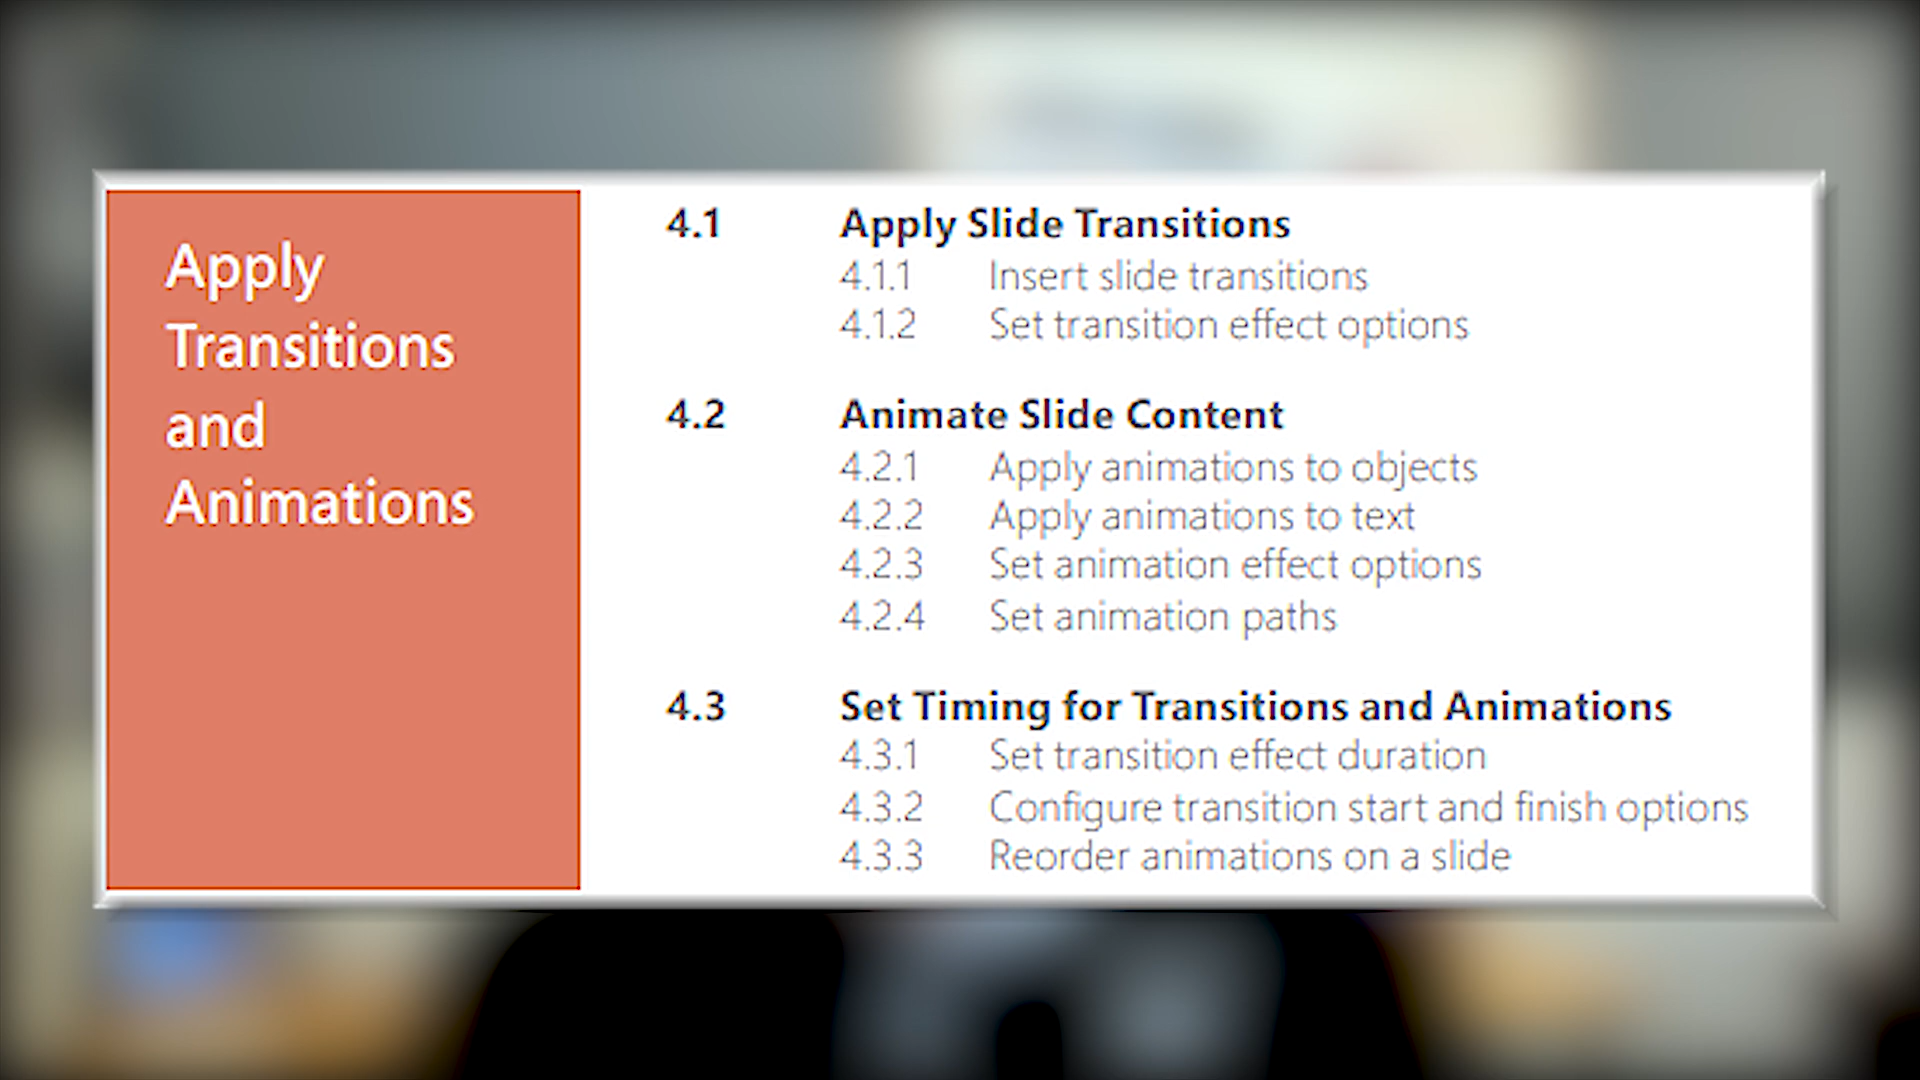 Apply
Transitions
and
Animations
4.1 Apply Slide Transitions
4.1.1 Insert slide transitions
4.1.2 Set transition effect options
4.2 Animate Slide Content
4.2.1 Apply animations to objects
4.2.2 Apply animations to text
4.2.3 Set animation effect options
4.2.4 Set animation paths
4.3 Set Timing for Transitions and Animations
4.3.1 Set transition effect duration
4.3.2 Configure transition start and finish options
4.3.3 Reorder animations on a slide